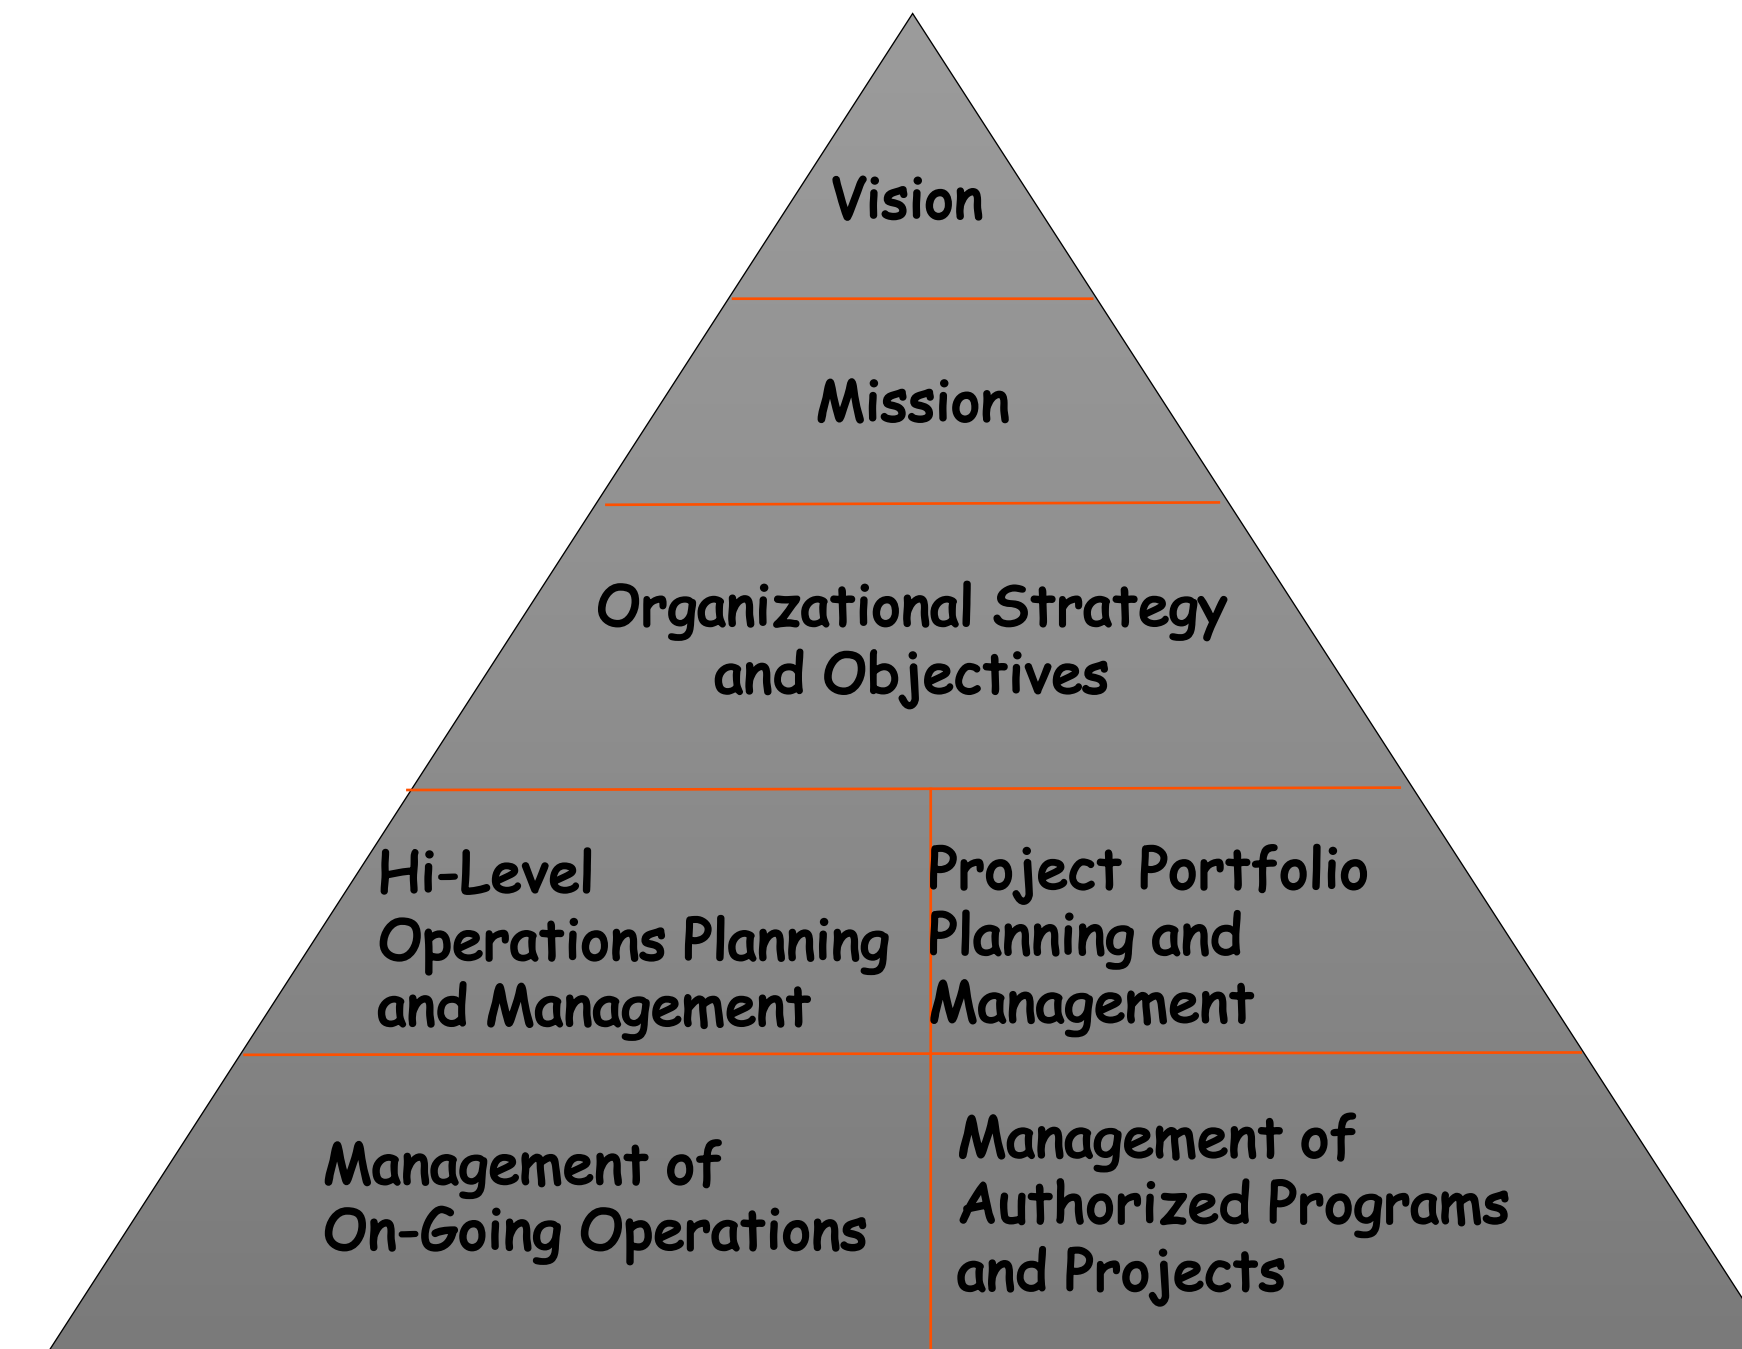 Vision
Mission
Organizational Strategy
and Objectives
Hi-Level
Operations Planning
and Management
Project Portfolio
Planning and
Management
Management of
On-Going Operations
Management of
Authorized Programs
and Projects